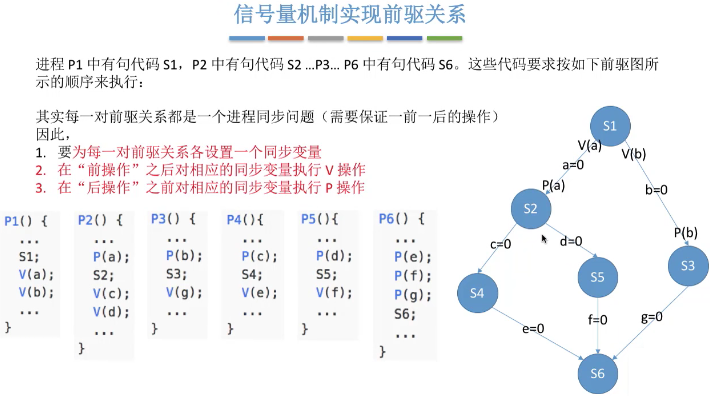 信号量机制实现前驱关系
进程 P1 中有句代码 S1，P2 中有句代码 S2 …P3… P6 中有句代码 S6。这些代码要求按如下前驱图所
示的顺序来执行：
其实每一对前驱关系都是一个进程同步问题（需要保证一前一后的操作）
因此，
1. 要为每一对前驱关系各设置一个同步变量
2. 在“前操作”之后对相应的同步变量执行 V 操作
3. 在“后操作”之前对相应的同步变量执行 P 操作
P1() {
...
S1;
V(a);
V(b);
...
}
P2() {
...
P(a);
S2;
V(c);
V(d);
...
}
P3() {
...
P(b);
S3;
V(g);
...
}
P4(){
...
P(c);
S4;
V(e);
...
}
P5(){
...
P(d);
S5;
V(f);
...
}
P6() {
...
P(e);
P(f);
P(g);
S6;
...
}
S1
V(a)
V(b)
a=0
b=0
P(a)
S2
P(b)
c=0
d=0
S3
S4
S5
e=0
f=0
g=0
S6